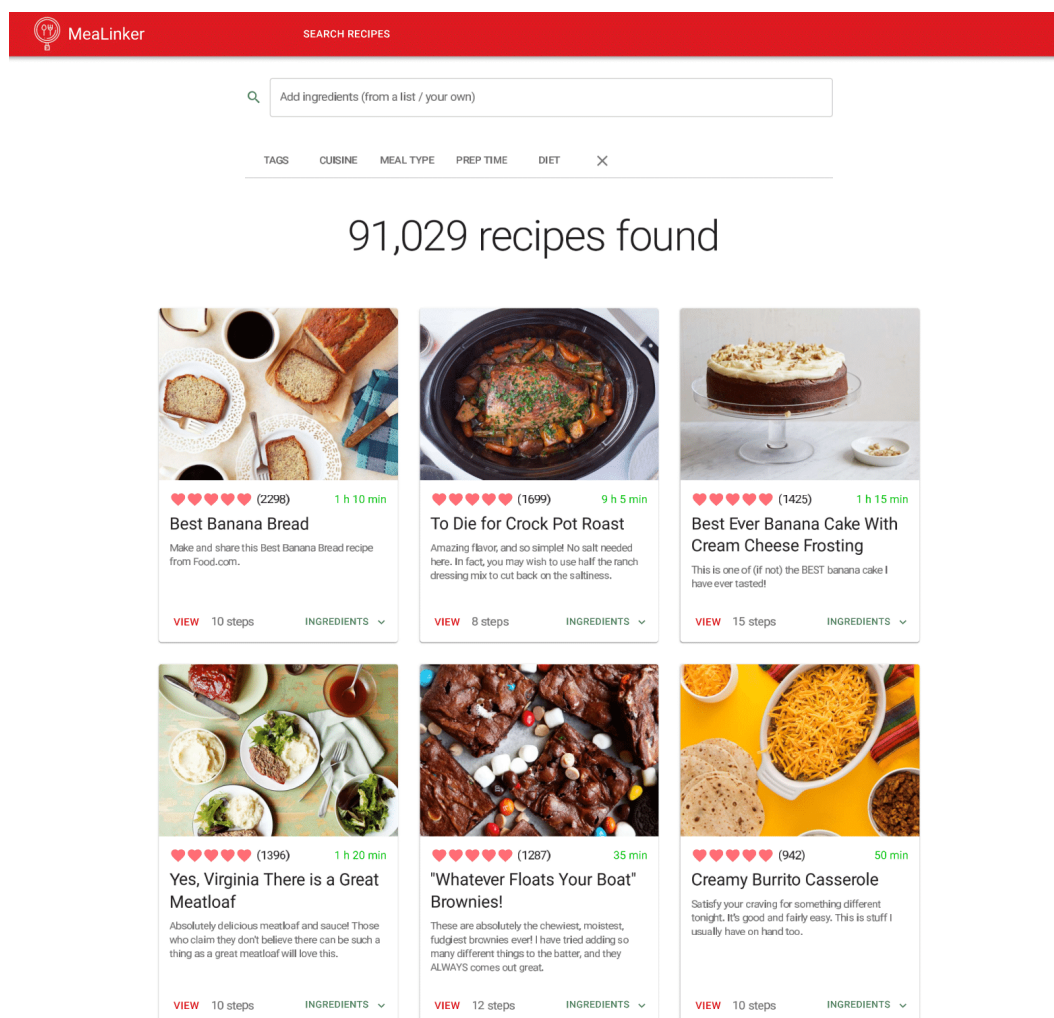 MeaLinker
SEARCH RECIPES
Add ingredients (from a list / your own)
TAGS CUISINE MEAL TYPE PREP TIME DIET
91,029 recipes found
(2298) 1 h 10 min
Best Banana Bread
Make and share this Best Banana Bread recipe
from Food.com.
VIEW 10 steps INGREDIENTS
(1699) 9 h 5 min
To Die for Crock Pot Roast
Amazing flavor, and so simple! No salt needed
here. In fact, you may wish to use half the ranch
dressing mix to cut back on the saltiness.
VIEW 8 steps INGREDIENTS
(1425) 1 h 15 min
Best Ever Banana Cake With
Cream Cheese Frosting
This is one of (if not) the BEST banana cake I
have ever tasted!
VIEW 15 steps INGREDIENTS
(1396) 1 h 20 min
Yes, Virginia There is a Great
Meatloaf
Absolutely delicious meatloaf and sauce! Those
who claim they don't believe there can be such a
thing as a great meatloaf will love this.
VIEW 10 steps INGREDIENTS
(1287) 35 min
"Whatever Floats Your Boat"
Brownies!
These are absolutely the chewiest, moistest,
fudgiest brownies ever! I have tried adding so
many different things to the batter, and they
ALWAYS comes out great.
VIEW 12 steps INGREDIENTS
(942) 50 min
Creamy Burrito Casserole
Satisfy your craving for something different
tonight. It's good and fairly easy. This is stuff I
usually have on hand too.
VIEW 10 steps INGREDIENTS